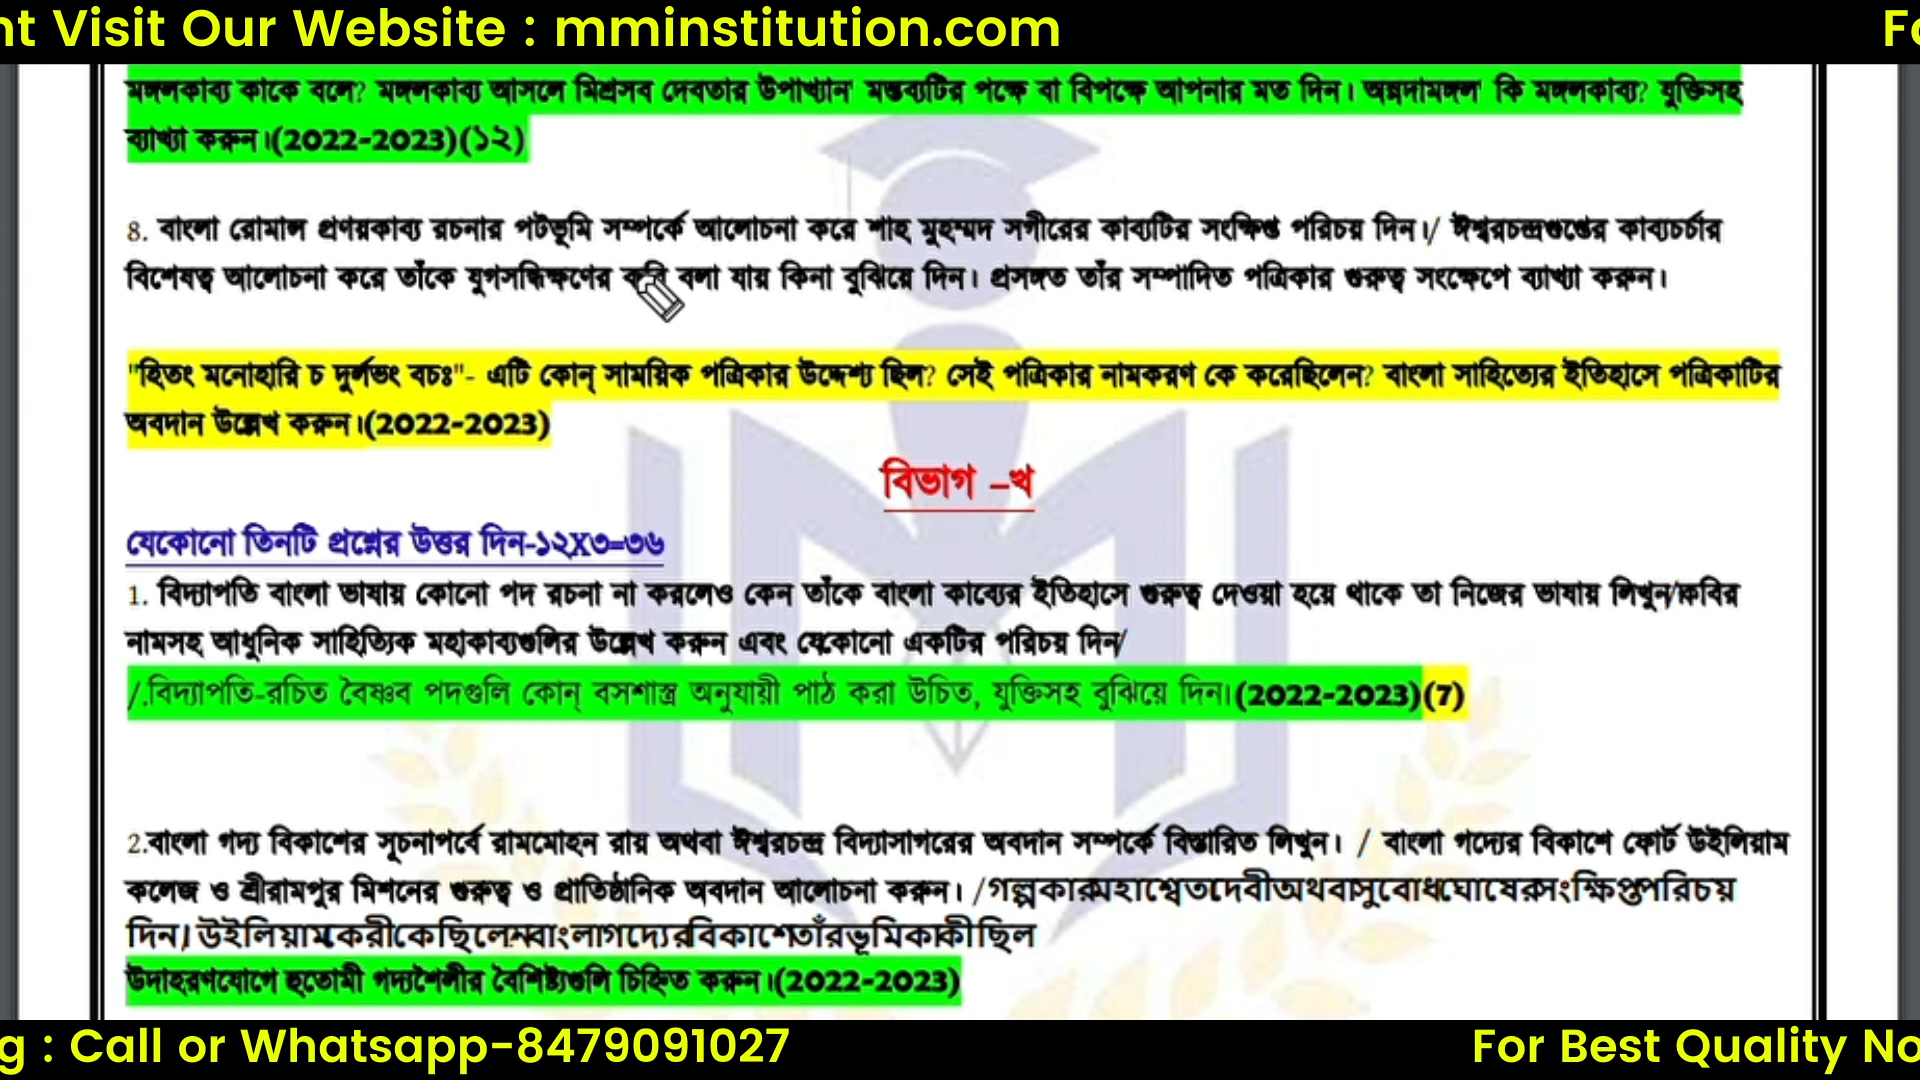 nt Visit Our Website : mminstitution.com
Fo
মঙ্গলকাব্য কাকে বলে? মঙ্গলকাব্য আসলে মিশ্রসব দেবতার উপাখ্যান' মন্তব্যটির পক্ষে বা বিপক্ষে আপনার মত দিন। অন্নদামঙ্গল' কি মঙ্গলকাব্য? যুক্তিসহ
ব্যাখ্যা করুন।(2022-2023)(১২)
8. বাংলা রোমান্স প্রণয়কাব্য রচনার পটভূমি সম্পর্কে আলোচনা করে শাহ মুহম্মদ সগীরের কাব্যটির সংক্ষিপ্ত পরিচয় দিন।/ ঈশ্বরচন্দ্রগুপ্তের কাব্যচর্চার
বিশেষত্ব আলোচনা করে তাঁকে যুগসন্ধিক্ষণের কবি বলা যায় কিনা বুঝিয়ে দিন। প্রসঙ্গত তাঁর সম্পাদিত পত্রিকার গুরুত্ব সংক্ষেপে ব্যাখ্যা করুন।
"হিতং মনোহারি চ দুর্লভং বচঃ"- এটি কোন্ সাময়িক পত্রিকার উদ্দেশ্য ছিল? সেই পত্রিকার নামকরণ কে করেছিলেন? বাংলা সাহিত্যের ইতিহাসে পত্রিকাটির
অবদান উল্লেখ করুন।(2022-2023)
বিভাগ –খ
যেকোনো তিনটি প্রশ্নের উত্তর দিন-১২X৩=৩৬
1. বিদ্যাপতি বাংলা ভাষায় কোনো পদ রচনা না করলেও কেন তাঁকে বাংলা কাব্যের ইতিহাসে গুরুত্ব দেওয়া হয়ে থাকে তা নিজের ভাষায় লিখুন/কবির
নামসহ আধুনিক সাহিত্যিক মহাকাব্যগুলির উল্লেখ করুন এবং যেকোনো একটির পরিচয় দিন/
/.বিদ্যাপতি-রচিত বৈষ্ণব পদগুলি কোন্ বসশাস্ত্র অনুযায়ী পাঠ করা উচিত, যুক্তিসহ বুঝিয়ে দিন।(2022-2023)(7)
2.বাংলা গদ্য বিকাশের সূচনাপর্বে রামমোহন রায় অথবা ঈশ্বরচন্দ্র বিদ্যাসাগরের অবদান সম্পর্কে বিস্তারিত লিখুন। / বাংলা গদ্যের বিকাশে ফোর্ট উইলিয়াম
কলেজ ও শ্রীরামপুর মিশনের গুরুত্ব ও প্রাতিষ্ঠানিক অবদান আলোচনা করুন। /গল্পকারমহাশ্বেতদেবীঅথবাসুবোধঘোষেরসংক্ষিপ্তপরিচয়
দিন/উইলিয়ামকেরীকেছিলেনবাংলাগদ্যেরবিকাশেতাঁরভূমিকাকীছিল
উদাহরণযোগে হুতোমী গদ্যশৈলীর বৈশিষ্ট্যগুলি চিহ্নিত করুন।(2022-2023)
g : Call or Whatsapp-8479091027
For Best Quality No